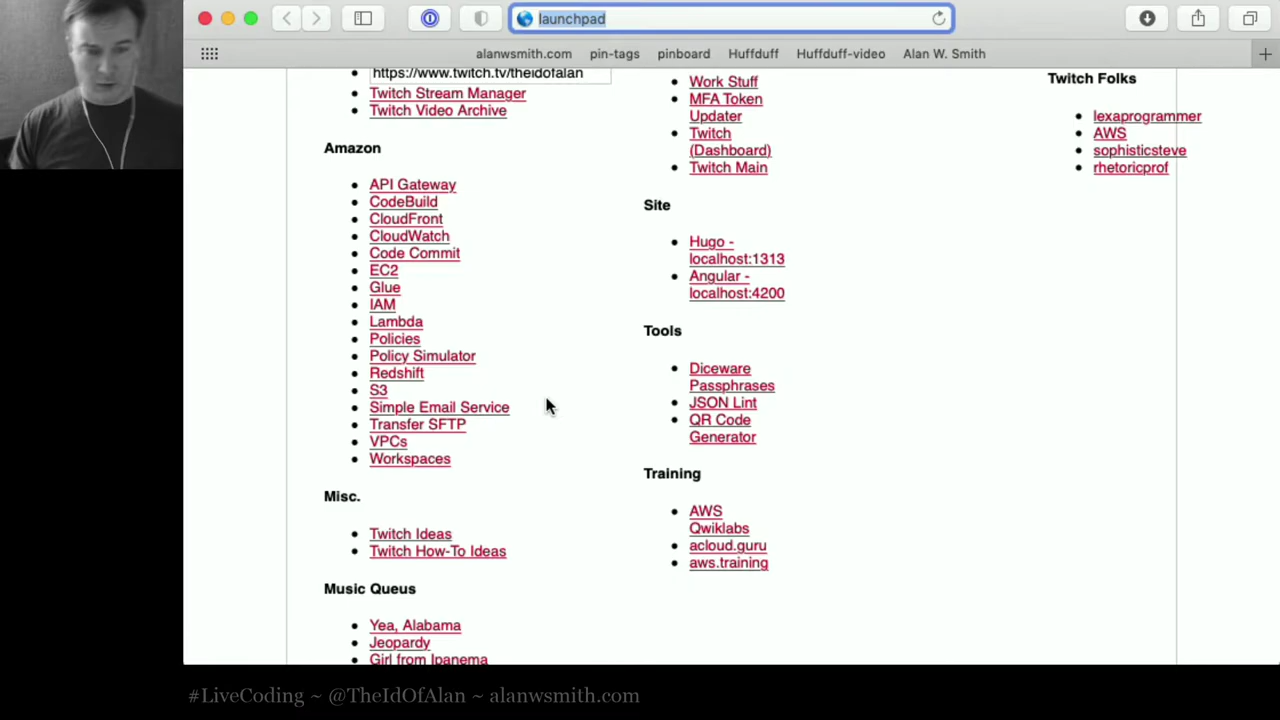 launchpad
alanwsmith.com pin-tags pinboard Huffduff Huffduff-video Alan W. Smith
https://www.twitch.tv/theidofalan
Twitch Stream Manager
Twitch Video Archive
Amazon
API Gateway
CodeBuild
CloudFront
CloudWatch
Code Commit
EC2
Glue
IAM
Lambda
Policies
Policy Simulator
Redshift
S3
Simple Email Service
Transfer SFTP
VPCs
Workspaces
Misc.
Twitch Ideas
Twitch How-To Ideas
Music Queus
Yea, Alabama
Jeopardy
Girl from Ipanema
Work Stuff
MFA Token
Updater
Twitch
(Dashboard)
Twitch Main
Site
Hugo -
localhost:1313
Angular -
localhost:4200
Tools
Diceware
Passphrases
JSON Lint
QR Code
Generator
Training
AWS
Qwiklabs
acloud.guru
aws.training
Twitch Folks
lexaprogrammer
AWS
sophisticsteve
rhetoricprof
#LiveCoding ~ @TheIdOfAlan ~ alanwsmith.com